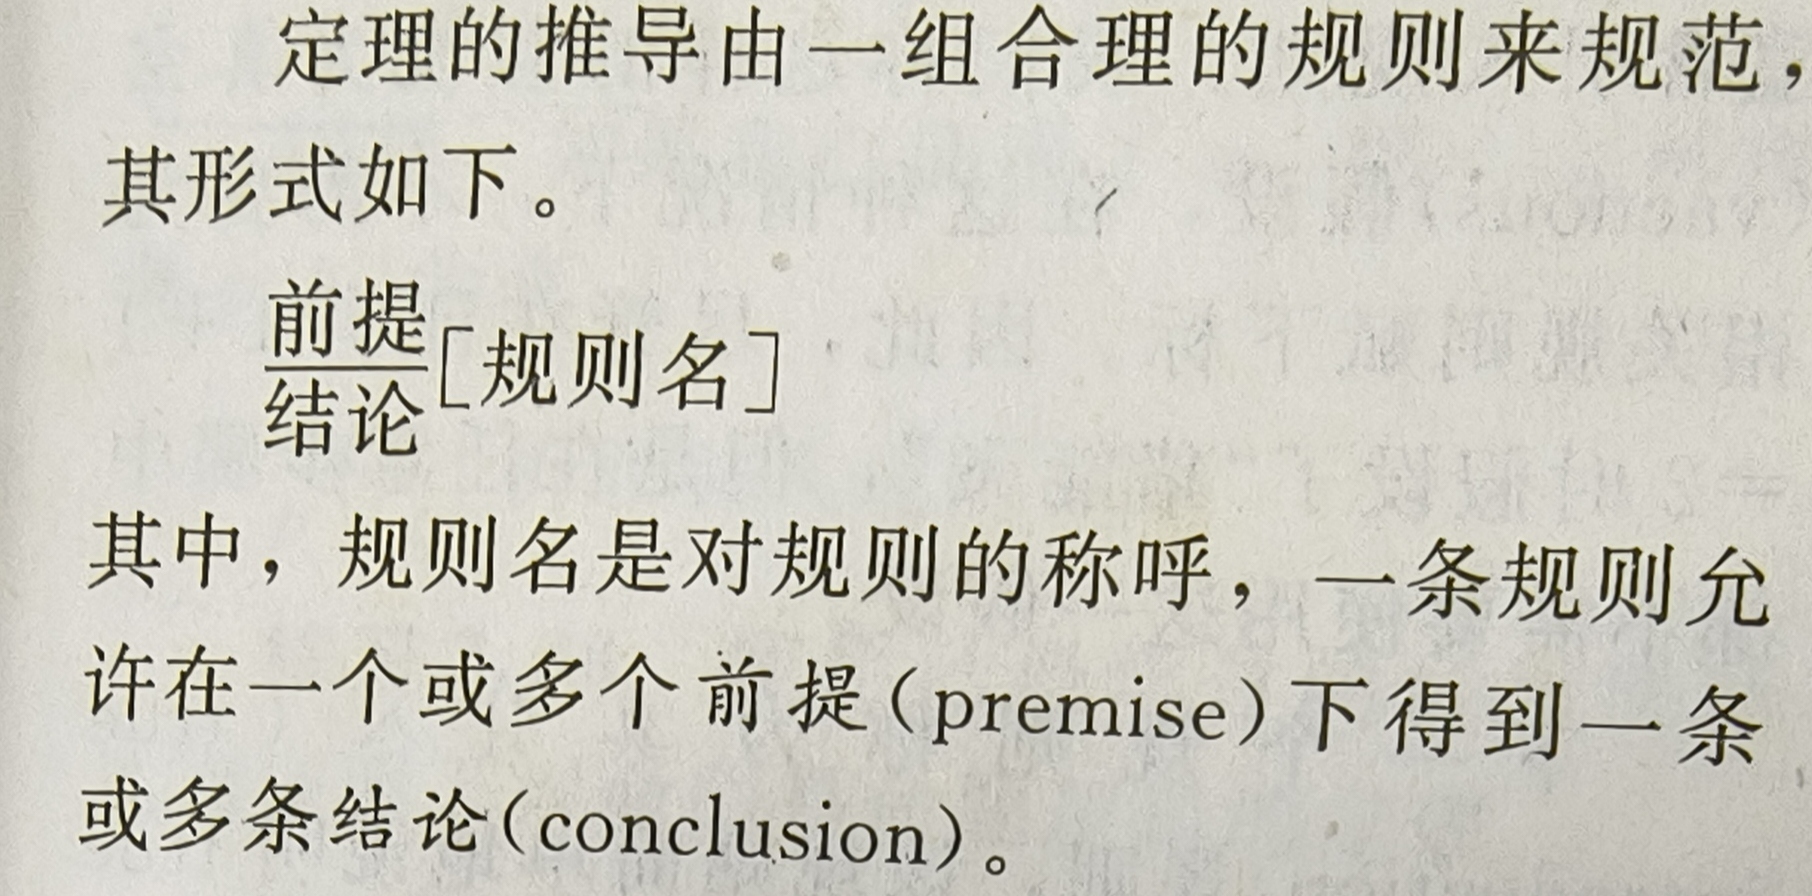 定理的推导由一组合理的规则来规范，
其形式如下。
前提
结论[规则名]
其中，规则名是对规则的称呼，一条规则允
许在一个或多个前提(premise)下得到一条
或多条结论(conclusion)。